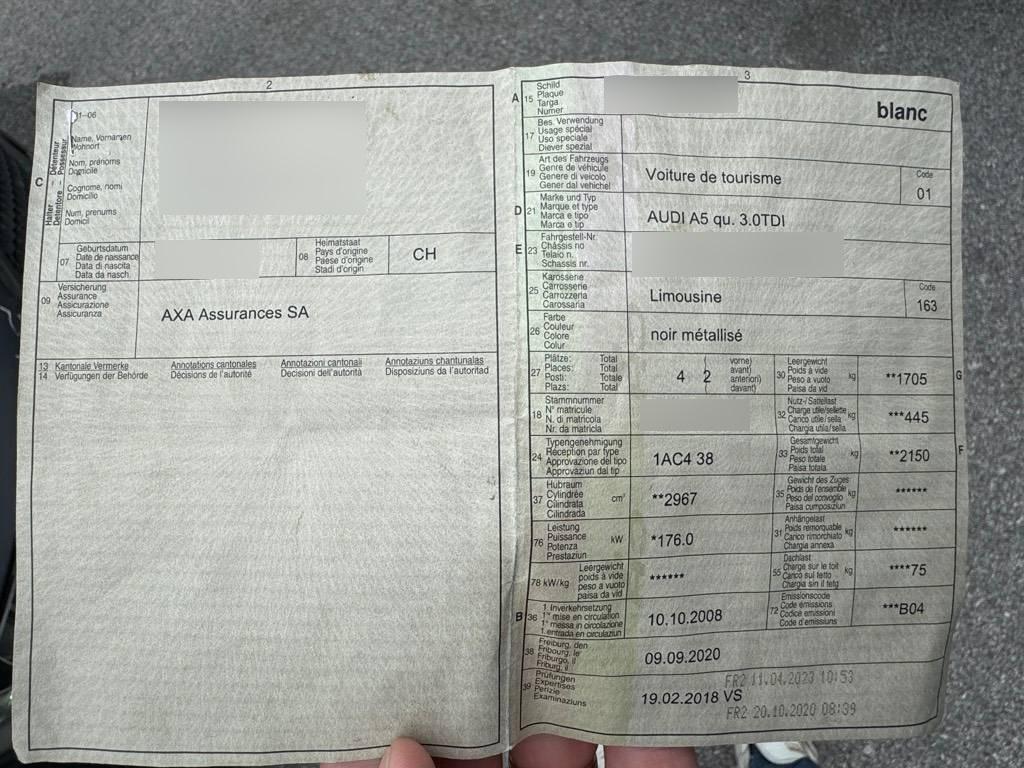 2
C
01-06
Halter - Détenteur
Detentore - Possessur
Name, Vornamen
Wohnort
Nom, prénoms
Domicile
Cognome, nomi
Domicilio
Num, prenums
Domicil
07
Geburtsdatum
Date de naissance
Data di nascita
Data da nasch.
08
Heimatstaat
Pays d'origine
Paese d'origine
Stadi d'origin
CH
09
Versicherung
Assurance
Assicurazione
Assicuranza
AXA Assurances SA
13 Kantonale Vermerke Annotations cantonales Annotazioni cantonali Annotaziuns chantunalas
14 Verfügungen der Behörde Décisions de l'autorité Decisioni dell'autorità Disposiziuns da l'autoritad
3
A 15
Schild
Plaque
Targa
Numer
blanc
17
Bes. Verwendung
Usage spécial
Uso speciale
Diever spezial
19
Art des Fahrzeugs
Genre de véhicule
Genere di veicolo
Gener dal vehichel
Voiture de tourisme
Code
01
D 21
Marke und Typ
Marque et type
Marca e tipo
Marca e tip
AUDI A5 qu. 3.0TDI
E 23
Fahrgestell-Nr.
Châssis no
Telaio n.
Schassis nr.
25
Karosserie
Carrosserie
Carrozzeria
Carossaria
Limousine
Code
163
26
Farbe
Couleur
Colore
Colur
noir métallisé
27
Plätze: Total
Places: Total
Posti: Totale
Plazs: Total
4 ( 2
vorne)
avant)
anteriori)
davant)
30
Leergewicht
Poids à vide
Peso a vuoto
Paisa da vid
kg
**1705
G
18
Stammnummer
N° matricule
N. di matricola
Nr. da matricla
32
Nutz-/Sattellast
Charge utile/sellette
Carico utile/sella
Chargia utila/sella
kg
***445
24
Typengenehmigung
Réception par type
Approvazione del tipo
Approvaziun dal tip
1AC4 38
33
Gesamtgewicht
Poids total
Peso totale
Paisa totala
kg
**2150
F
37
Hubraum
Cylindrée
Cilindrata
Cilindrada
cm³
**2967
35
Gewicht des Zuges
Poids de l'ensemble
Peso del convoglio
Paisa cumposiziun
kg
******
76
Leistung
Puissance
Potenza
Prestaziun
kW
*176.0
31
Anhängelast
Poids remorquable
Carico rimorchiato
Chargia annexa
kg
******
78 kW/kg
Leergewicht
poids à vide
peso a vuoto
paisa da vid
******
55
Dachlast
Charge sur le toit
Carico sul tetto
Chargia sin il tetg
kg
****75
B 36
1. Inverkehrsetzung
1re mise en circulation
1a messa in circolazione
1. entrada en circulaziun
10.10.2008
72
Emissionscode
Code émissions
Codice emissioni
Code d'emissiuns
***B04
38
Freiburg, den
Fribourg, le
Friburgo, il
Friburg, il
09.09.2020
39
Prüfungen
Expertises
Perizie
Examinaziuns
FR2 11.04.2023 10:53
19.02.2018 VS
FR2 20.10.2020 08:39